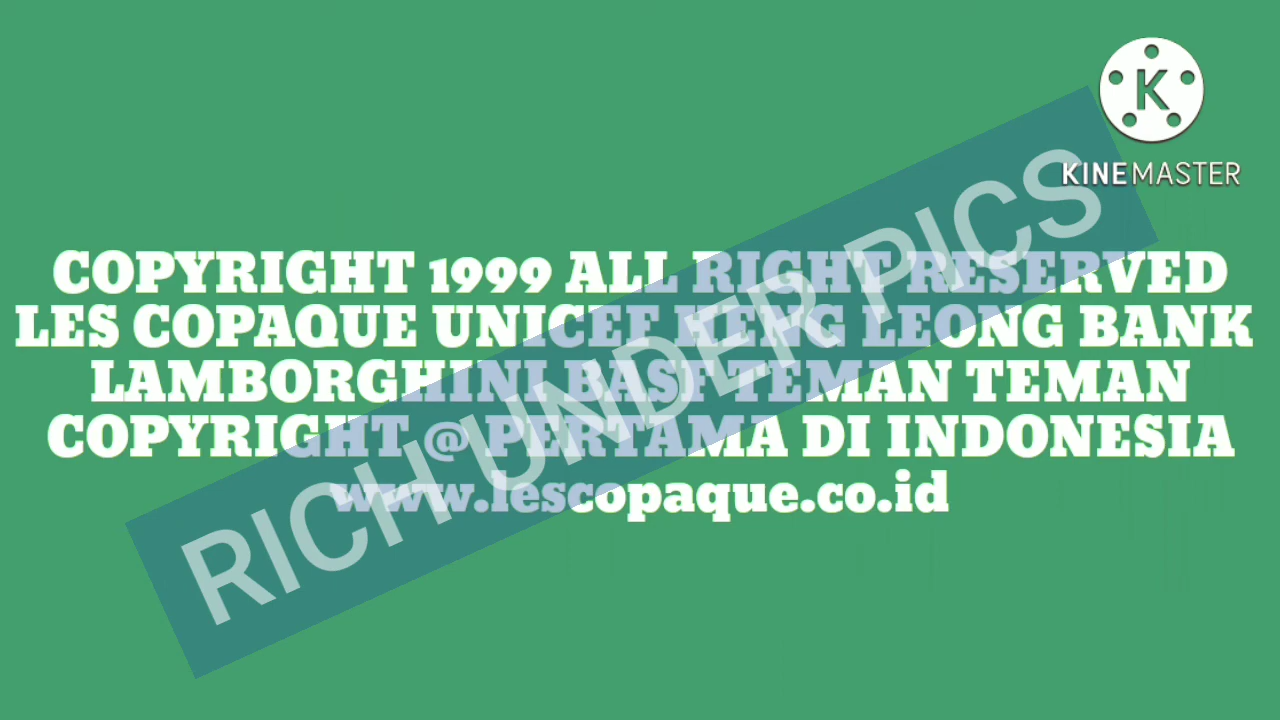 KINEMASTER
COPYRIGHT 1999 ALL RIGHT RESERVED
LES COPAQUE UNICEF HENG LEONG BANK
LAMBORGHINI BASF TEMAN TEMAN
COPYRIGHT @ PERTAMA DI INDONESIA
www.lescopaque.co.id
RICH UNDER PICS